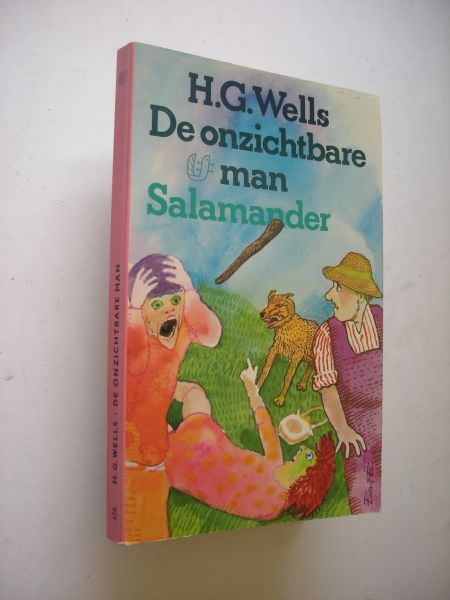 H.G. Wells
De onzichtbare
man
Salamander
H. G. WELLS · DE ONZICHTBARE MAN